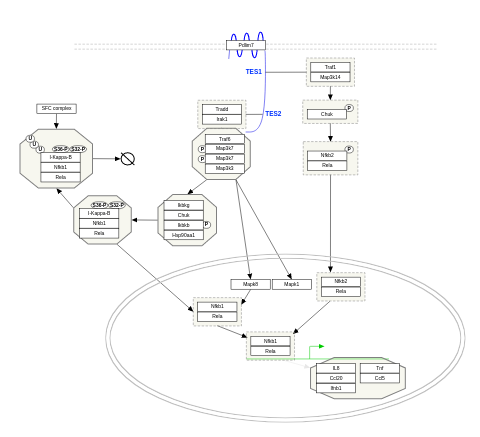 Pdlim7
TES1
Traf1
Map3k14
SFC complex
Tradd
Irak1
TES2
Chuk
P
U
U
U
S36-P
S32-P
I-Kappa-B
Nfkb1
Rela
Traf6
P
Map3k7
P
Map3k7
Map3k3
Nfkb2
P
Rela
S36-P
S32-P
I-Kappa-B
Nfkb1
Rela
Ikbkg
Chuk
Ikbkb
P
Hsp90aa1
Mapk8
Mapk1
Nfkb2
Rela
Nfkb1
Rela
Nfkb1
Rela
IL8
Tnf
Ccl20
Ccl5
Ifnb1